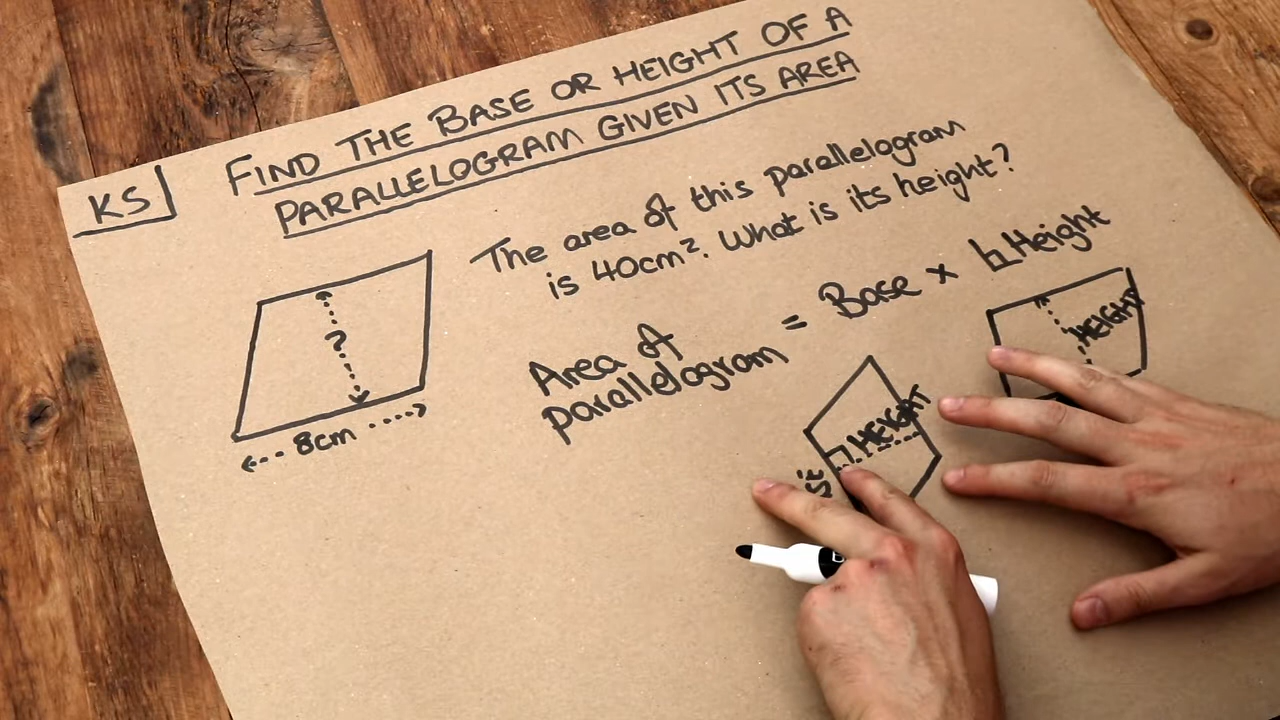 KS
FIND THE BASE OR HEIGHT OF A
PARALLELOGRAM GIVEN ITS AREA
The area of this parallelogram
is 40cm². What is its height?
?
8cm
Area of
parallelogram = Base × Height
HEIGHT
HEIGHT